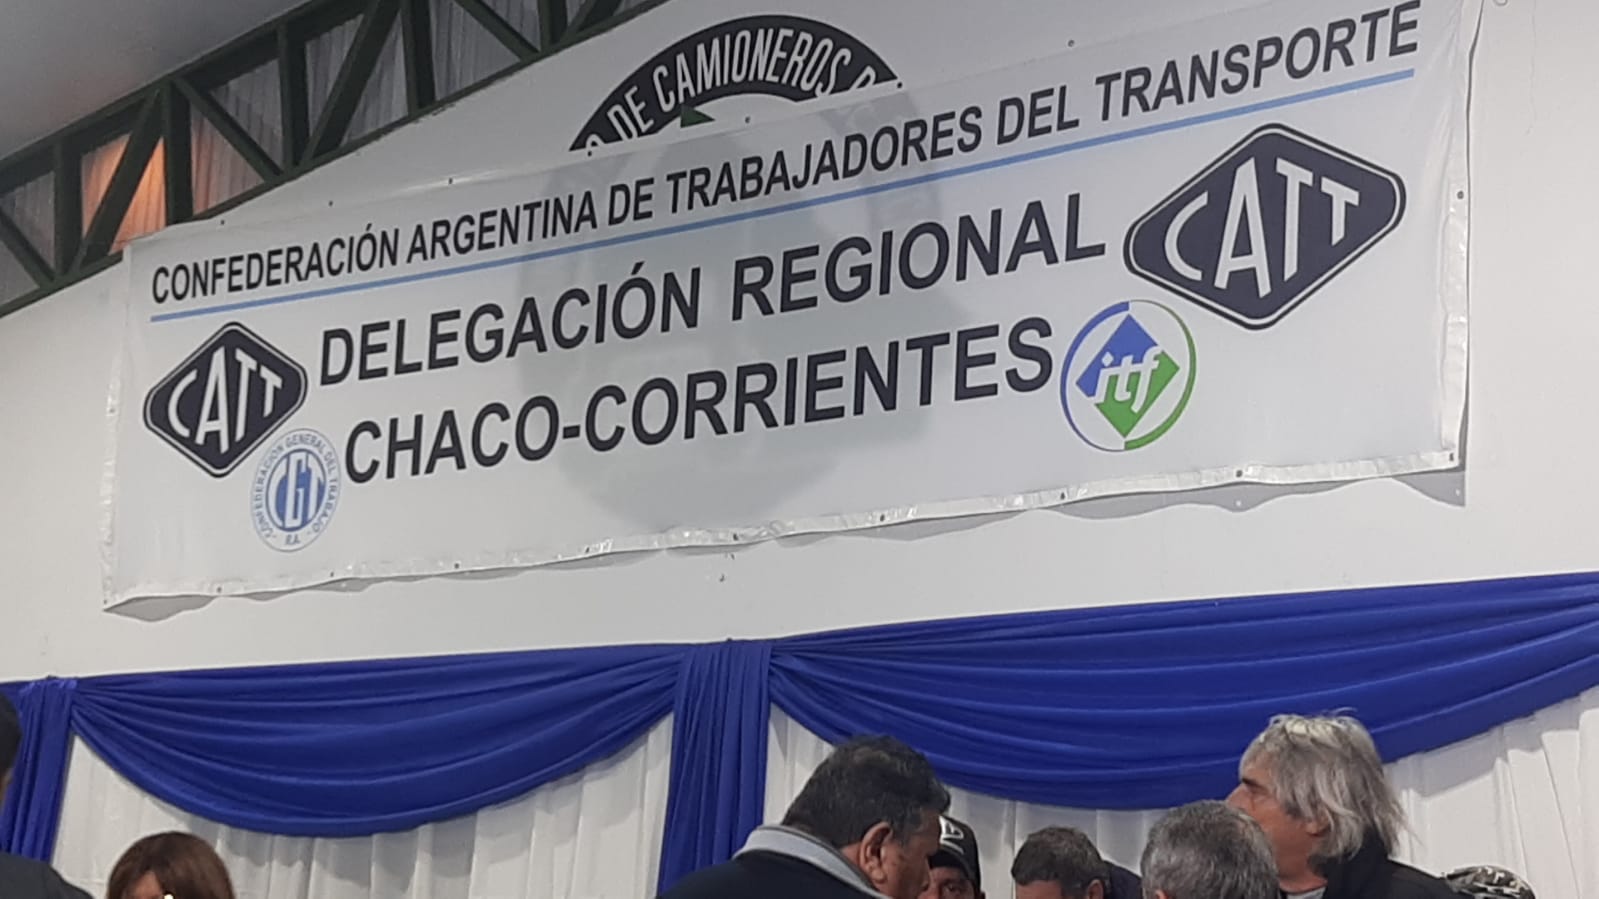 DE CAMIONEROS
CONFEDERACIÓN ARGENTINA DE TRABAJADORES DEL TRANSPORTE
CATT
DELEGACIÓN REGIONAL
CATT
CHACO-CORRIENTES
itf
CONFEDERACION GENERAL DEL TRABAJO
CGT
R.A.